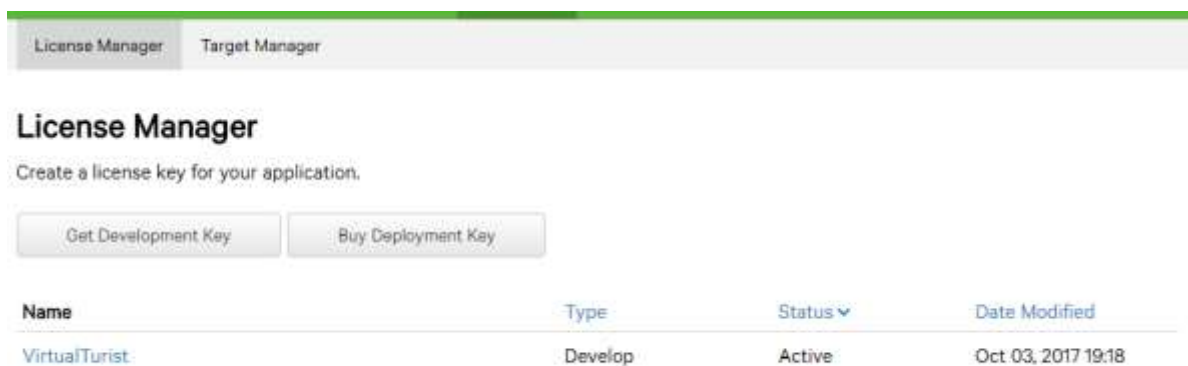 License Manager Target Manager
License Manager
Create a license key for your application.
Get Development Key Buy Deployment Key
Name Type Status Date Modified
VirtualTurist Develop Active Oct 03, 2017 19:18